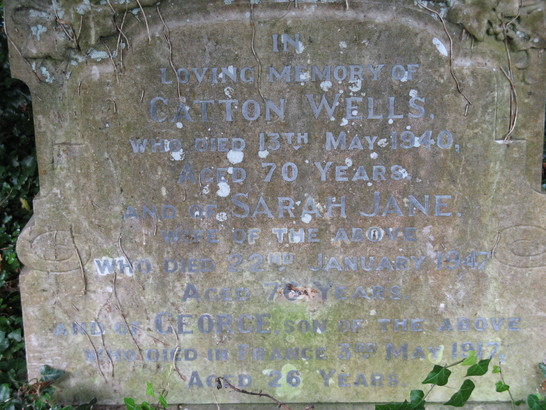 IN
LOVING MEMORY OF
CATTON WELLS,
WHO DIED 13TH MAY 1940,
AGED 70 YEARS.
AND OF SARAH JANE,
WIFE OF THE ABOVE
WHO DIED 22ND JANUARY 1947
AGED YEARS.
AND OF GEORGE SON OF THE ABOVE
WHO DIED IN FRANCE 3RD MAY 1917,
AGED 26 YEARS.